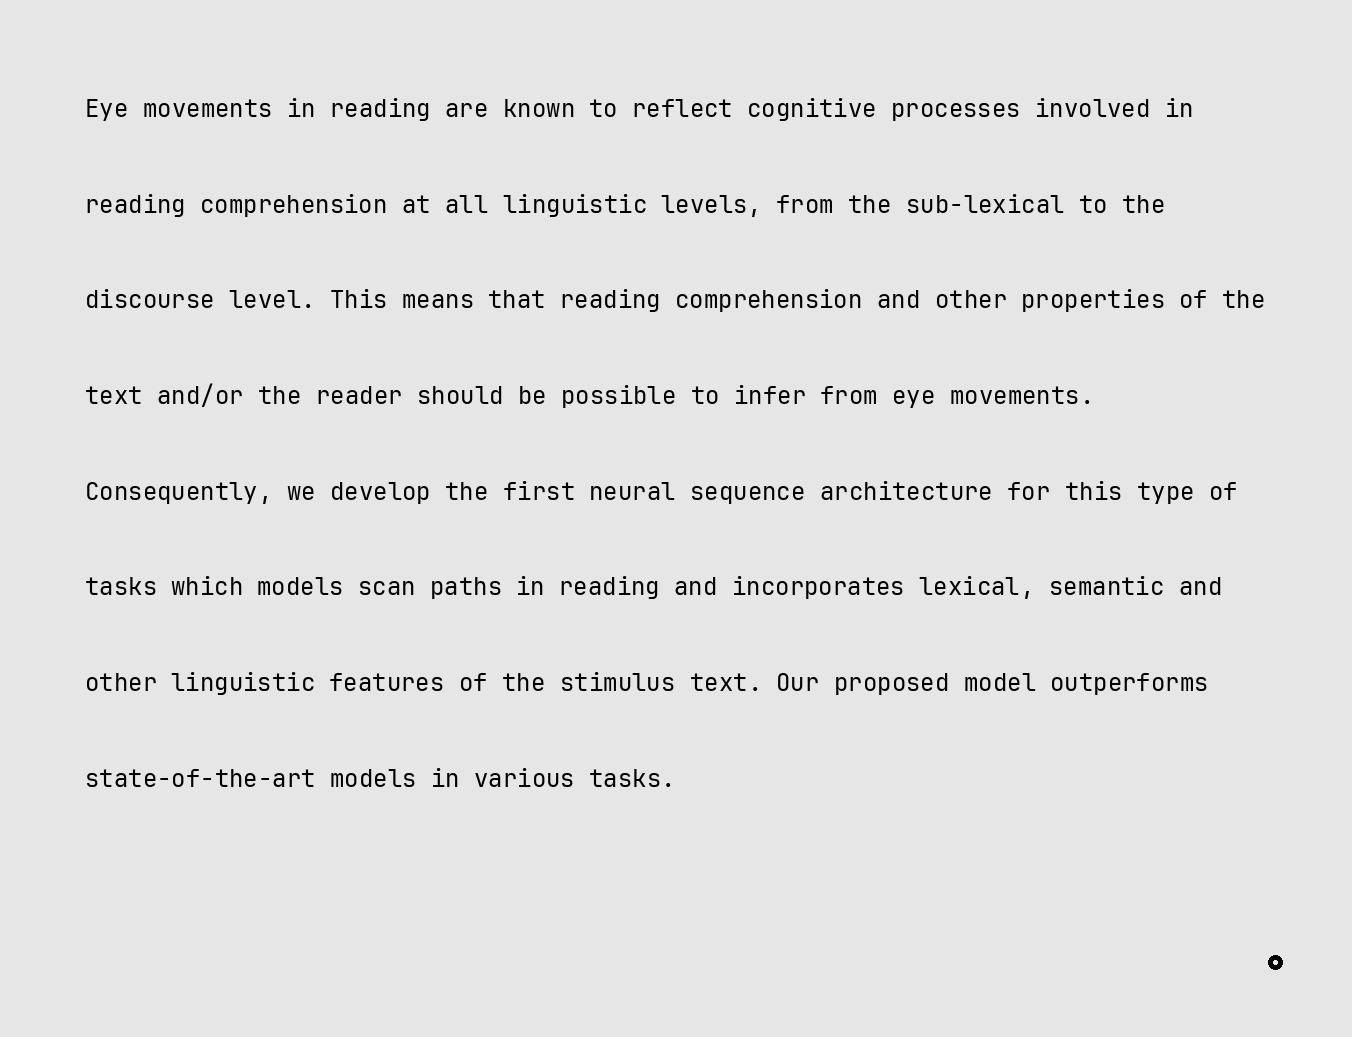 Eye movements in reading are known to reflect cognitive processes involved in
reading comprehension at all linguistic levels, from the sub-lexical to the
discourse level. This means that reading comprehension and other properties of the
text and/or the reader should be possible to infer from eye movements.
Consequently, we develop the first neural sequence architecture for this type of
tasks which models scan paths in reading and incorporates lexical, semantic and
other linguistic features of the stimulus text. Our proposed model outperforms
state-of-the-art models in various tasks.